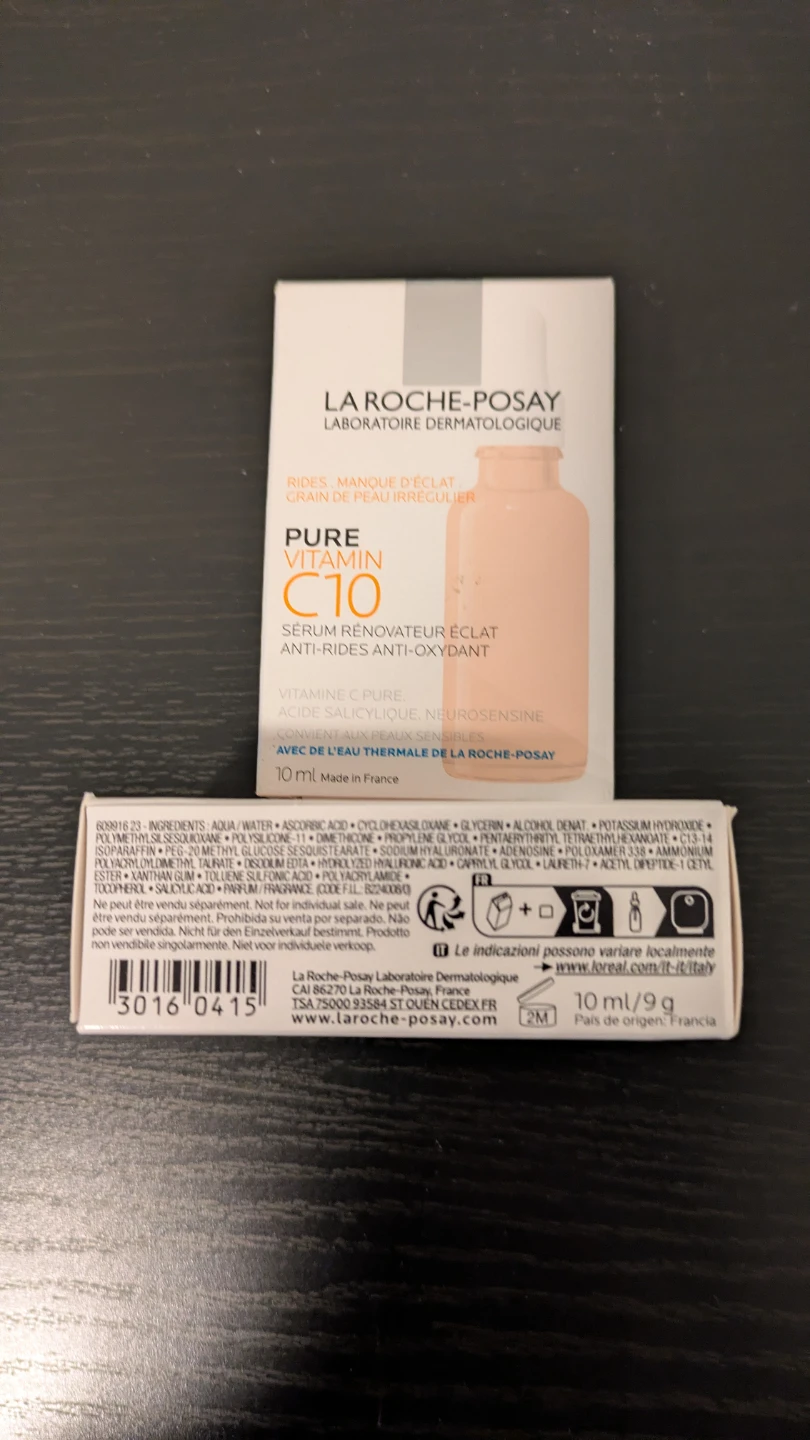 LA ROCHE-POSAY
LABORATOIRE DERMATOLOGIQUE
RIDES . MANQUE D'ÉCLAT .
GRAIN DE PEAU IRRÉGULIER
PURE
VITAMIN
C10
SÉRUM RÉNOVATEUR ÉCLAT
ANTI-RIDES ANTI-OXYDANT
VITAMINE C PURE.
ACIDE SALICYLIQUE. NEUROSENSINE
CONVIENT AUX PEAUX SENSIBLES
AVEC DE L'EAU THERMALE DE LA ROCHE-POSAY
10 ml Made in France
609916 23 - INGREDIENTS : AQUA / WATER • ASCORBIC ACID • CYCLOHEXASILOXANE • GLYCERIN • ALCOHOL DENAT. • POTASSIUM HYDROXIDE •
POLYMETHYLSILSESQUIOXANE • POLYSILICONE-11 • DIMETHICONE • PROPYLENE GLYCOL • PENTAERYTHRITYL TETRAETHYLHEXANOATE • C13-14
ISOPARAFFIN • PEG-20 METHYL GLUCOSE SESQUISTEARATE • SODIUM HYALURONATE • ADENOSINE • POLOXAMER 338 • AMMONIUM
POLYACRYLOYLDIMETHYL TAURATE • DISODIUM EDTA • HYDROLYZED HYALURONIC ACID • CAPRYLYL GLYCOL • LAURETH-7 • ACETYL DIPEPTIDE-1 CETYL
ESTER • XANTHAN GUM • TOLUENE SULFONIC ACID • POLYACRYLAMIDE •
TOCOPHEROL • SALICYLIC ACID • PARFUM / FRAGRANCE. (CODE F.I.L.: B224008/1)
Ne peut être vendu séparément. Not for individual sale. Ne peut
être vendu séparément. Prohibida su venta por separado. Não
pode ser vendida. Nicht für den Einzelverkauf bestimmt. Prodotto
non vendibile singolarmente. Niet voor individuele verkoop.
FR
IT Le indicazioni possono variare localmente
www.loreal.com/it-it/italy
3016 0415
La Roche-Posay Laboratoire Dermatologique
CAI 86270 La Roche-Posay, France
TSA 75000 93584 ST OUEN CEDEX FR
www.laroche-posay.com
2M
10 ml/9 g
País de origen: Francia